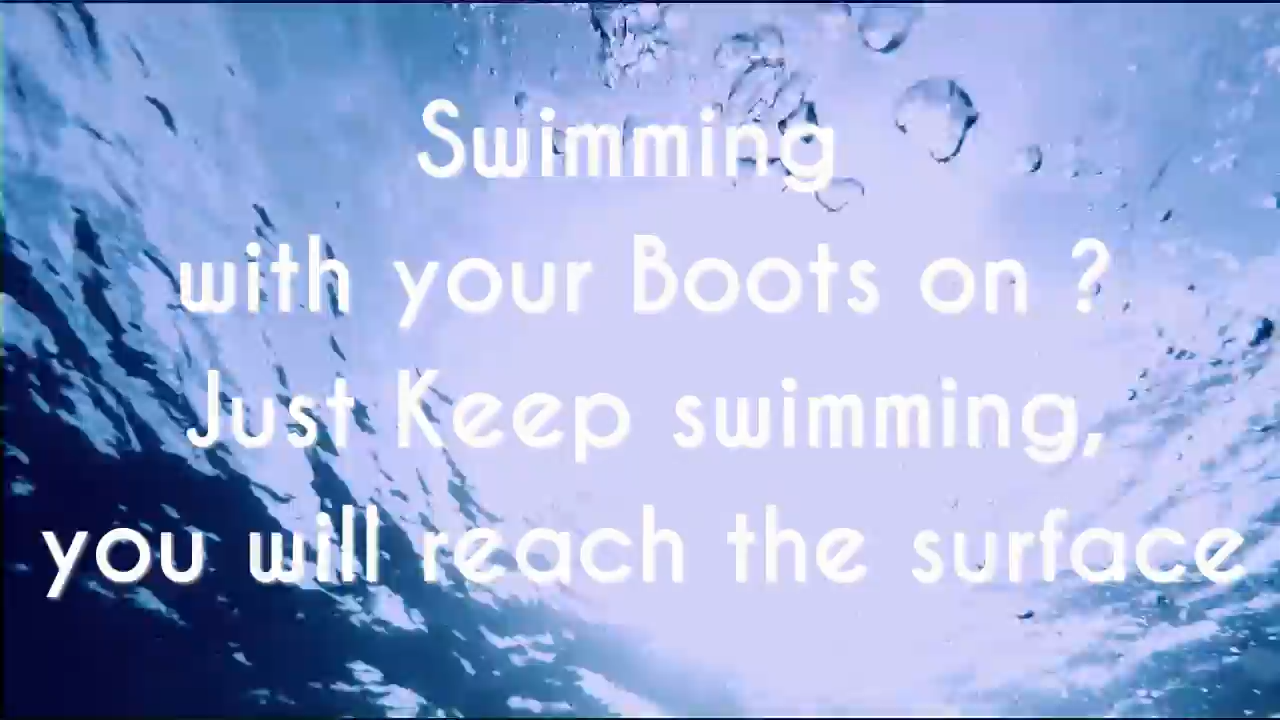 Swimming
with your Boots on ?
Just Keep swimming,
you will reach the surface